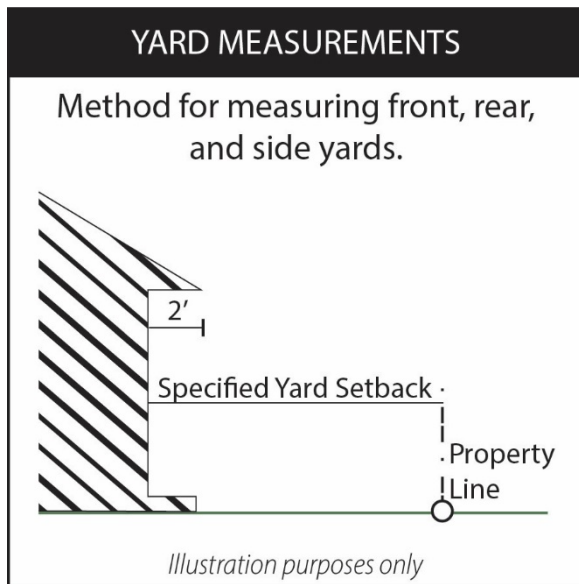 YARD MEASUREMENTS
Method for measuring front, rear,
and side yards.
2’
Specified Yard Setback
Property
Line
Illustration purposes only